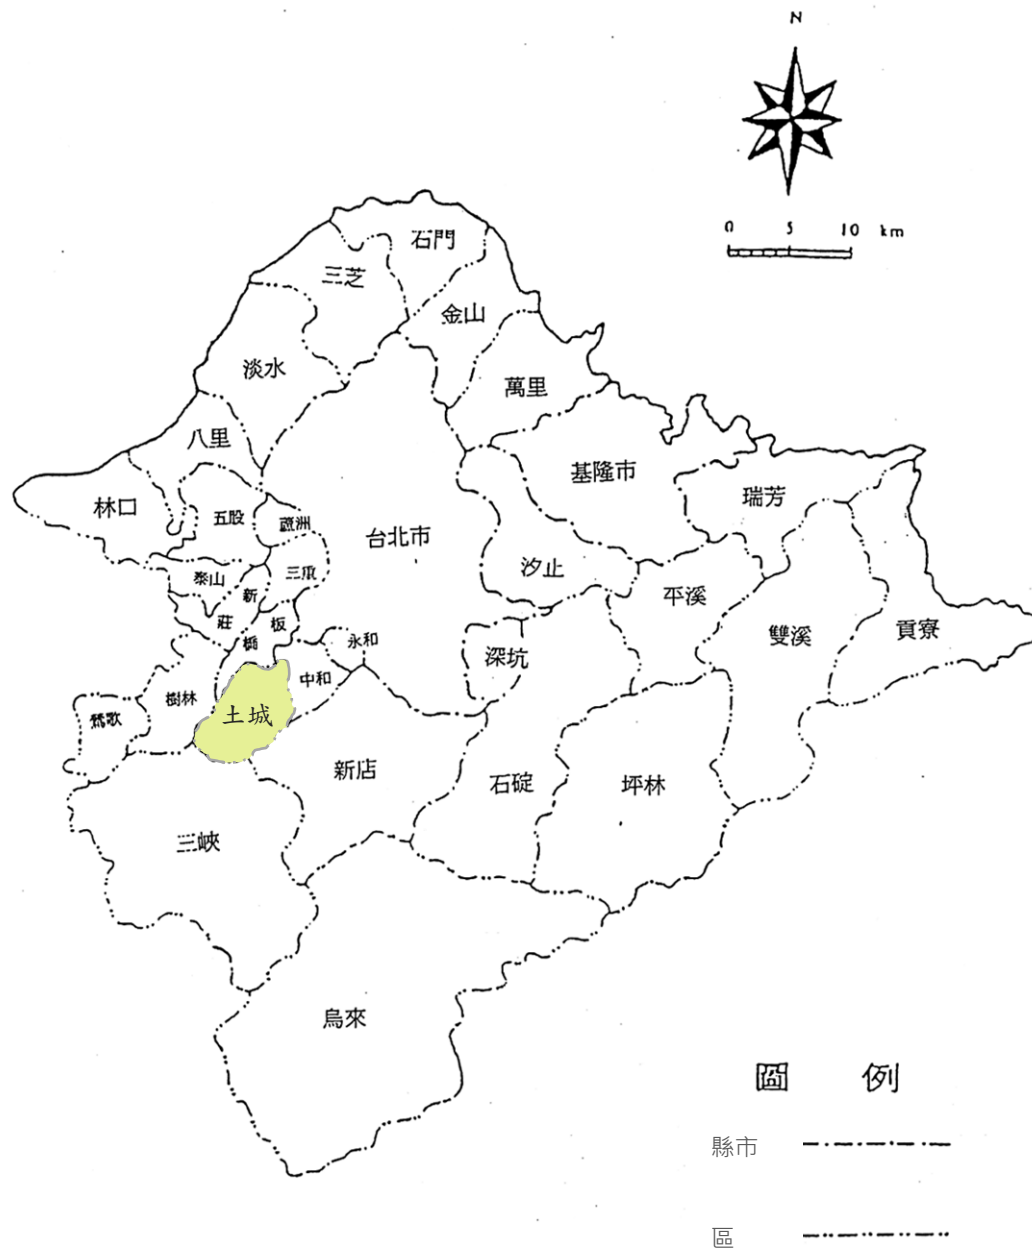 N
0 5 10 km
石門
三芝
金山
淡水
萬里
八里
基隆市
林口
瑞芳
五股
蘆洲
台北市
汐止
三重
泰山
新
平溪
莊
板
雙溪
貢寮
橋
永和
深坑
中和
樹林
土城
鶯歌
新店
石碇
坪林
三峽
烏來
圖 例
縣市
區